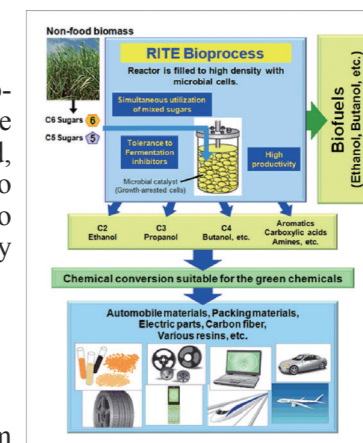 Non-food biomass
C6 Sugars 6
C5 Sugars 5
RITE Bioprocess
Reactor is filled to high density with
microbial cells.
Simultaneous utilization
of mixed sugars
Tolerance to
Fermentation
inhibitors
High
productivity
Microbial catalyst
(Growth-arrested cells)
Biofuels
(Ethanol, Butanol, etc.)
C2
Ethanol
C3
Propanol
C4
Butanol, etc.
Aromatics
Carboxylic acids
Amines, etc.
Chemical conversion suitable for the green chemicals
Automobile materials, Packing materials,
Electric parts, Carbon fiber,
Various resins, etc.